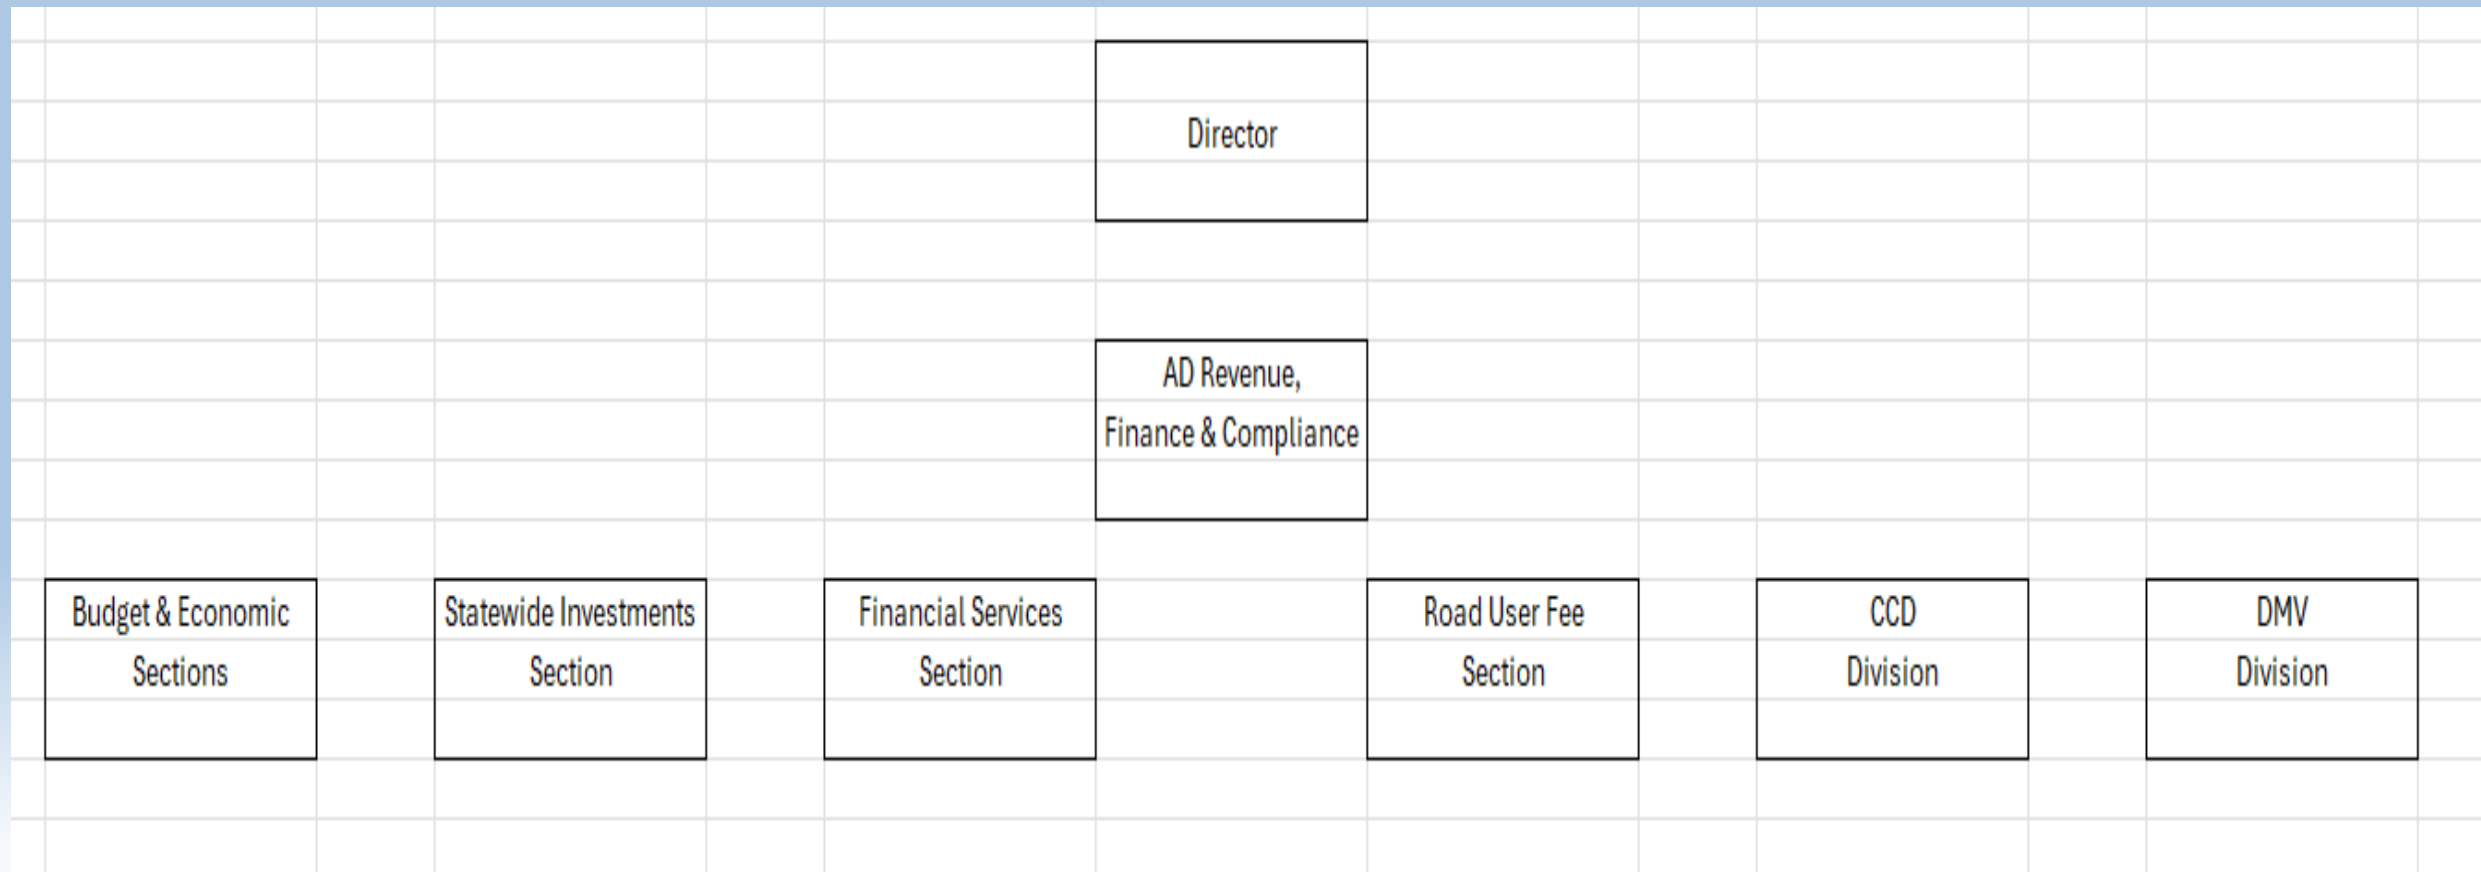 Director
AD Revenue,
Finance & Compliance
Budget & Economic
Sections
Statewide Investments
Section
Financial Services
Section
Road User Fee
Section
CCD
Division
DMV
Division